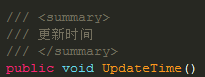 /// <summary>
/// 更新时间
/// </summary>
public void UpdateTime()